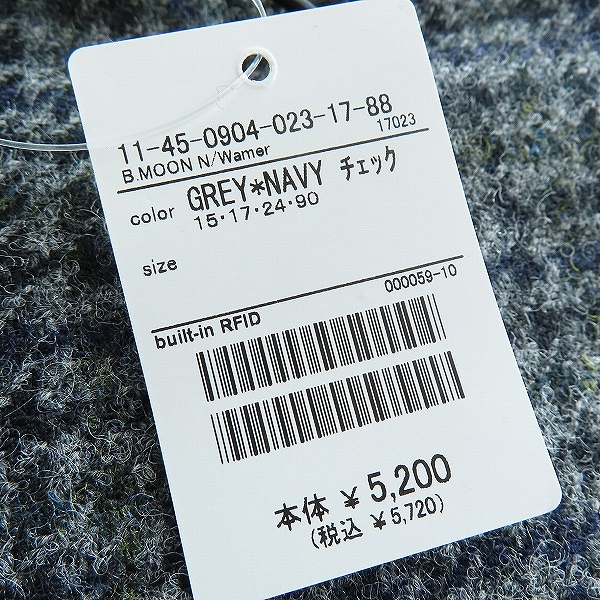 11-45-0904-023-17-88
B.MOON N/Wamer 17023
color GREY*NAVY チェック
15・17・24・90
size
000059-10
built-in RFID
本体 ¥5,200
(税込 ¥5,720)